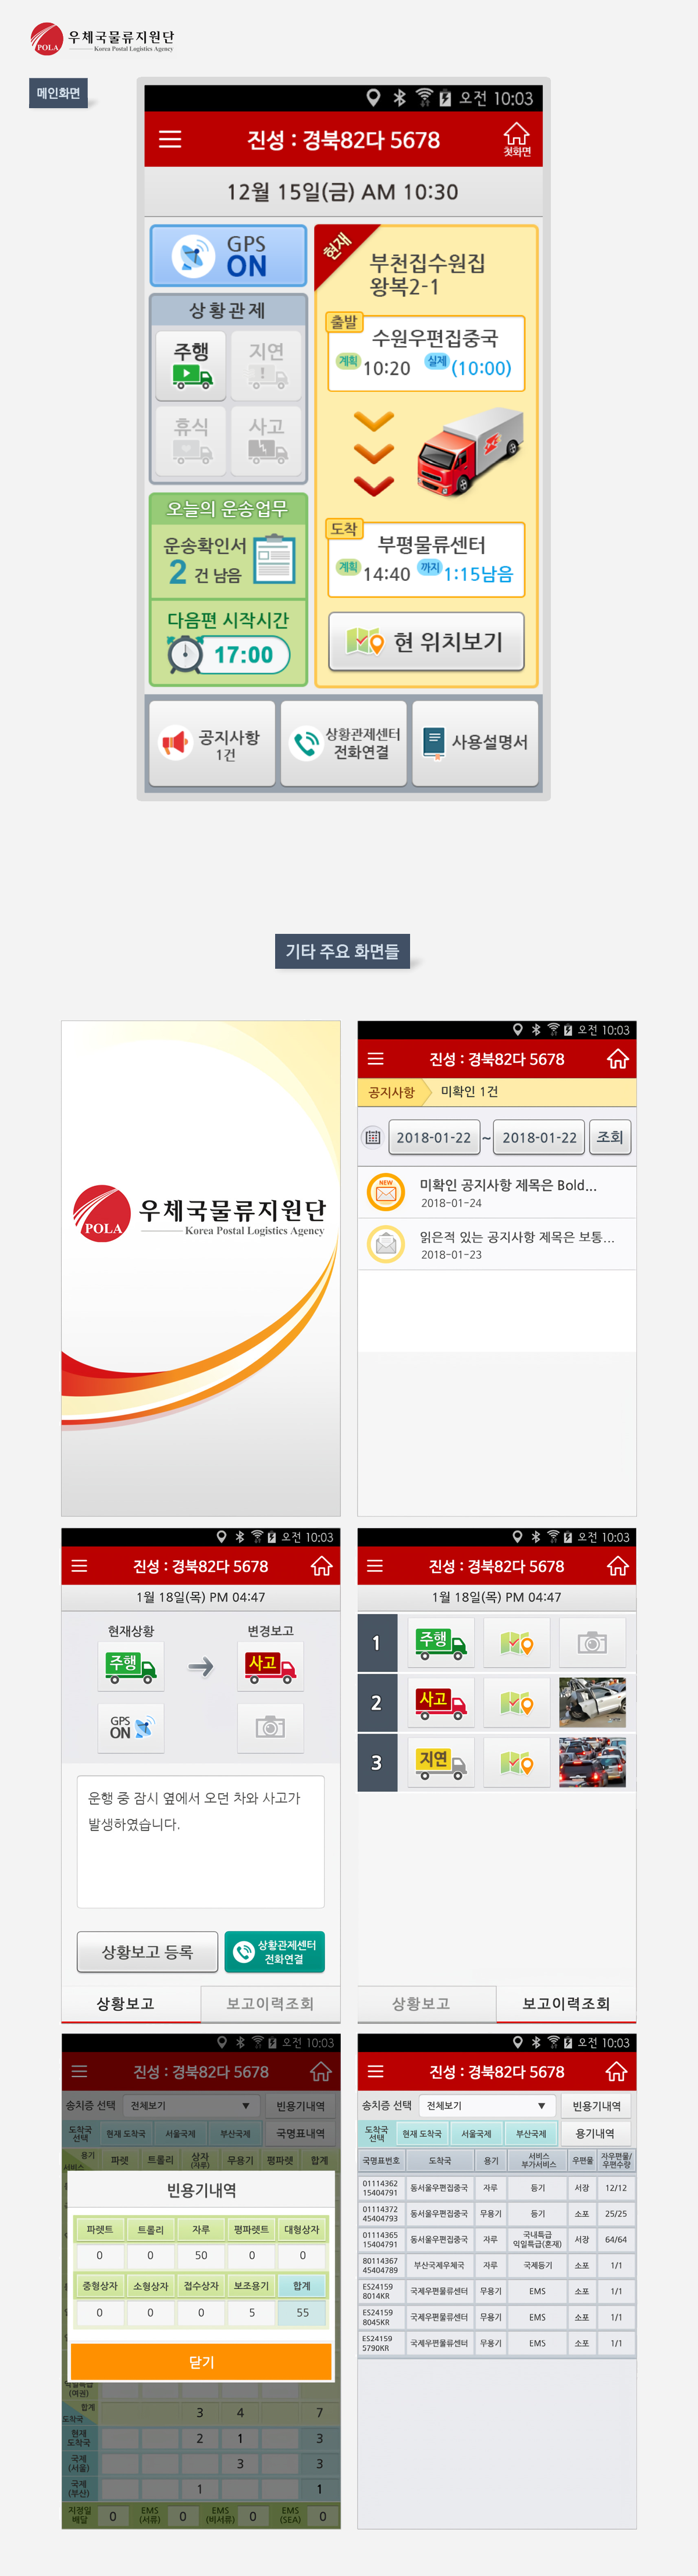 POLA 우체국물류지원단
Korea Postal Logistics Agency
메인화면
오전 10:03
진성 : 경북82다 5678
첫화면
12월 15일(금) AM 10:30
GPS
ON
상황관제
주행 지연
휴식 사고
오늘의 운송업무
운송확인서
2 건 남음
다음편 시작시간
17:00
현재
부천집수원집
왕복2-1
출발
수원우편집중국
계획 10:20 실제 (10:00)
도착
부평물류센터
계획 14:40 까지 1:15남음
현 위치보기
공지사항
1건
상황관제센터
전화연결
사용설명서
기타 주요 화면들
POLA 우체국물류지원단
Korea Postal Logistics Agency
오전 10:03
진성 : 경북82다 5678
공지사항 미확인 1건
2018-01-22 ~ 2018-01-22 조회
NEW
미확인 공지사항 제목은 Bold...
2018-01-24
읽은적 있는 공지사항 제목은 보통...
2018-01-23
오전 10:03
진성 : 경북82다 5678
1월 18일(목) PM 04:47
현재상황 변경보고
주행 사고
GPS
ON
운행 중 잠시 옆에서 오던 차와 사고가
발생하였습니다.
상황보고 등록
상황관제센터
전화연결
상황보고 보고이력조회
오전 10:03
진성 : 경북82다 5678
1월 18일(목) PM 04:47
1 주행
2 사고
3 지연
상황보고 보고이력조회
오전 10:03
진성 : 경북82다 5678
송치증 선택 전체보기 ▼ 빈용기내역
도착국
선택
현재 도착국 서울국제 부산국제 국명표내역
용기
서비스
파렛 트롤리 상자
(자루)
무용기 평파렛 합계
빈용기내역
파렛트 트롤리 자루 평파렛트 대형상자
0 0 50 0 0
중형상자 소형상자 접수상자 보조용기 합계
0 0 0 5 55
닫기
(여권)
합계
도착국
3 4 7
현재
도착국
2 1 3
국제
(서울)
3 3
국제
(부산)
1 1
지정일
배달
0
EMS
(서류)
0
EMS
(비서류)
0
EMS
(SEA)
0
오전 10:03
진성 : 경북82다 5678
송치증 선택 전체보기 ▼ 빈용기내역
도착국
선택
현재 도착국 서울국제 부산국제 용기내역
국명표번호 도착국 용기 서비스
부가서비스
우편물 자우편물/
우편수량
01114362
15404791
동서울우편집중국 자루 등기 서장 12/12
01114372
45404793
동서울우편집중국 무용기 등기 소포 25/25
01114365
15404791
동서울우편집중국 자루 국내특급
익일특급(혼재)
서장 64/64
80114367
45404789
부산국제우체국 자루 국제등기 소포 1/1
ES24159
8014KR
국제우편물류센터 무용기 EMS 소포 1/1
ES24159
8045KR
국제우편물류센터 무용기 EMS 소포 1/1
ES24159
5790KR
국제우편물류센터 무용기 EMS 소포 1/1